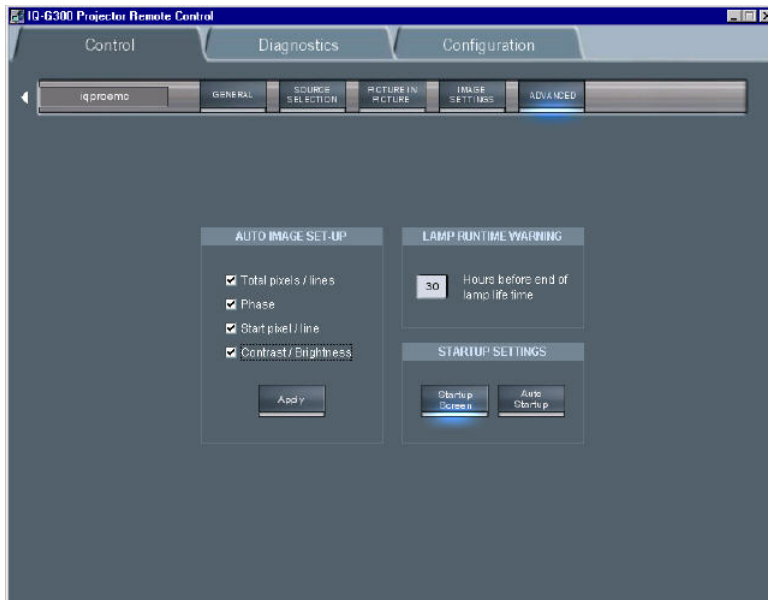 IQ-G300 Projector Remote Control
Control
Diagnostics
Configuration
iqproemc
GENERAL
SOURCE
SELECTION
PICTURE IN
PICTURE
IMAGE
SETTINGS
ADVANCED
AUTO IMAGE SET-UP
Total pixels / lines
Phase
Start pixel / line
Contrast / Brightness
Apply
LAMP RUNTIME WARNING
30
Hours before end of
lamp life time
STARTUP SETTINGS
Startup
Screen
Auto
Startup